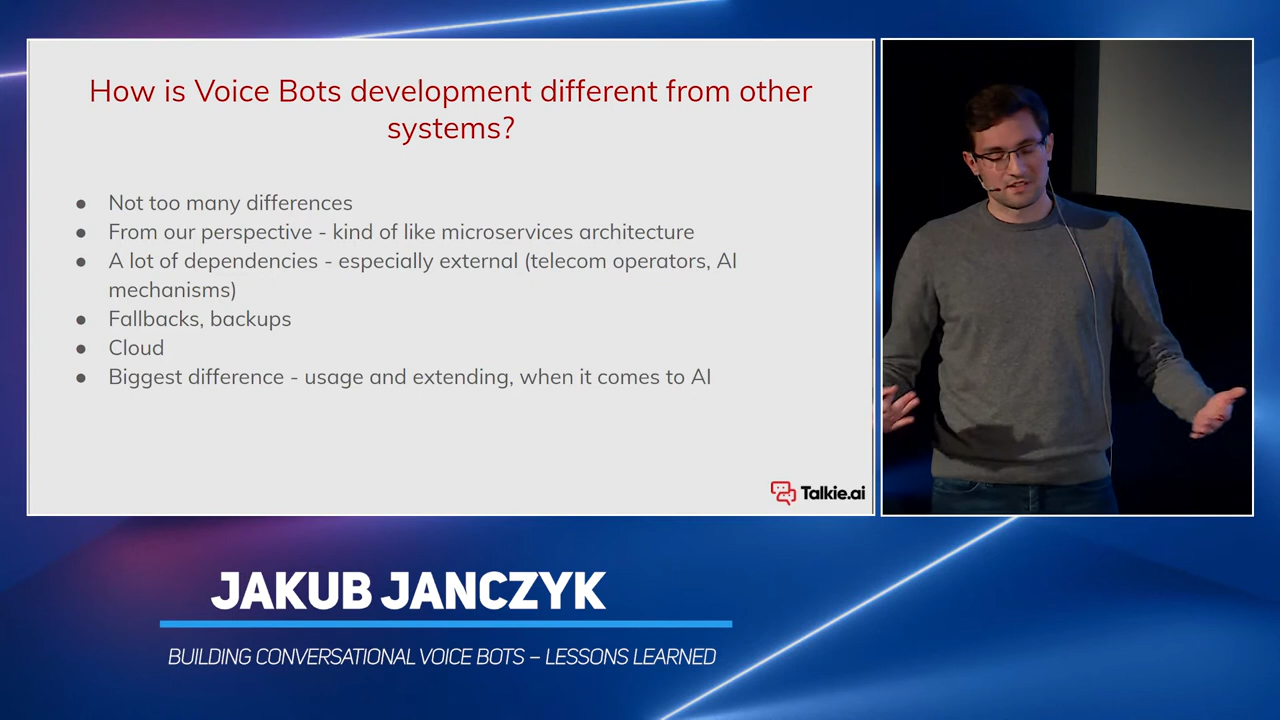 How is Voice Bots development different from other
systems?
● Not too many differences
● From our perspective - kind of like microservices architecture
● A lot of dependencies - especially external (telecom operators, AI
mechanisms)
● Fallbacks, backups
● Cloud
● Biggest difference - usage and extending, when it comes to AI
Talkie.ai
JAKUB JANCZYK
BUILDING CONVERSATIONAL VOICE BOTS – LESSONS LEARNED